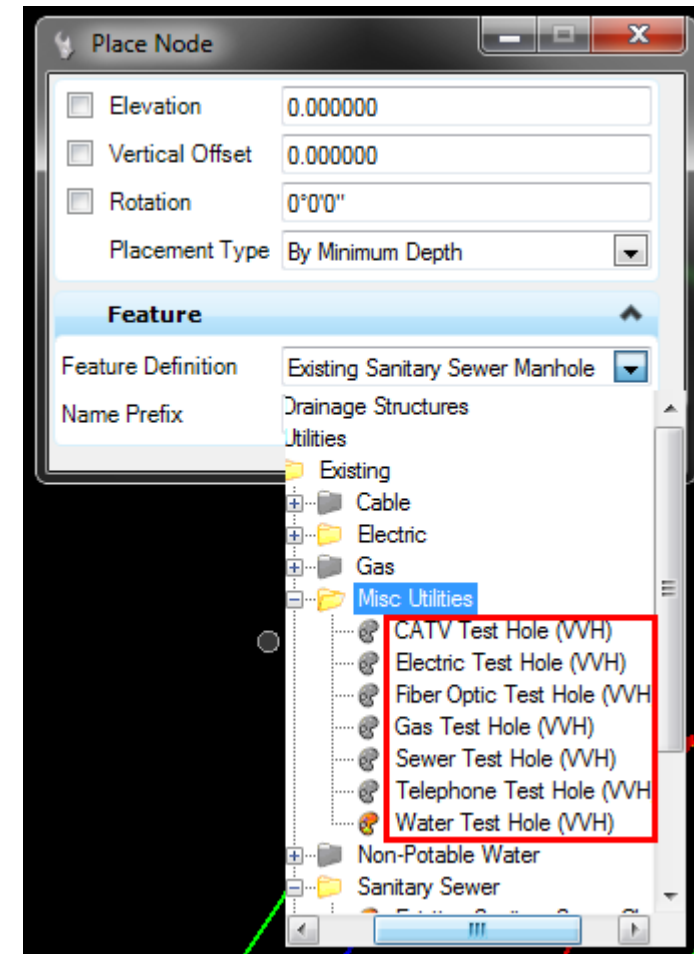 Place Node
Elevation 0.000000
Vertical Offset 0.000000
Rotation 0°0'0"
Placement Type By Minimum Depth
Feature
Feature Definition Existing Sanitary Sewer Manhole
Name Prefix
Drainage Structures
Utilities
Existing
Cable
Electric
Gas
Misc Utilities
CATV Test Hole (VVH)
Electric Test Hole (VVH)
Fiber Optic Test Hole (VVH
Gas Test Hole (VVH)
Sewer Test Hole (VVH)
Telephone Test Hole (VVH
Water Test Hole (VVH)
Non-Potable Water
Sanitary Sewer